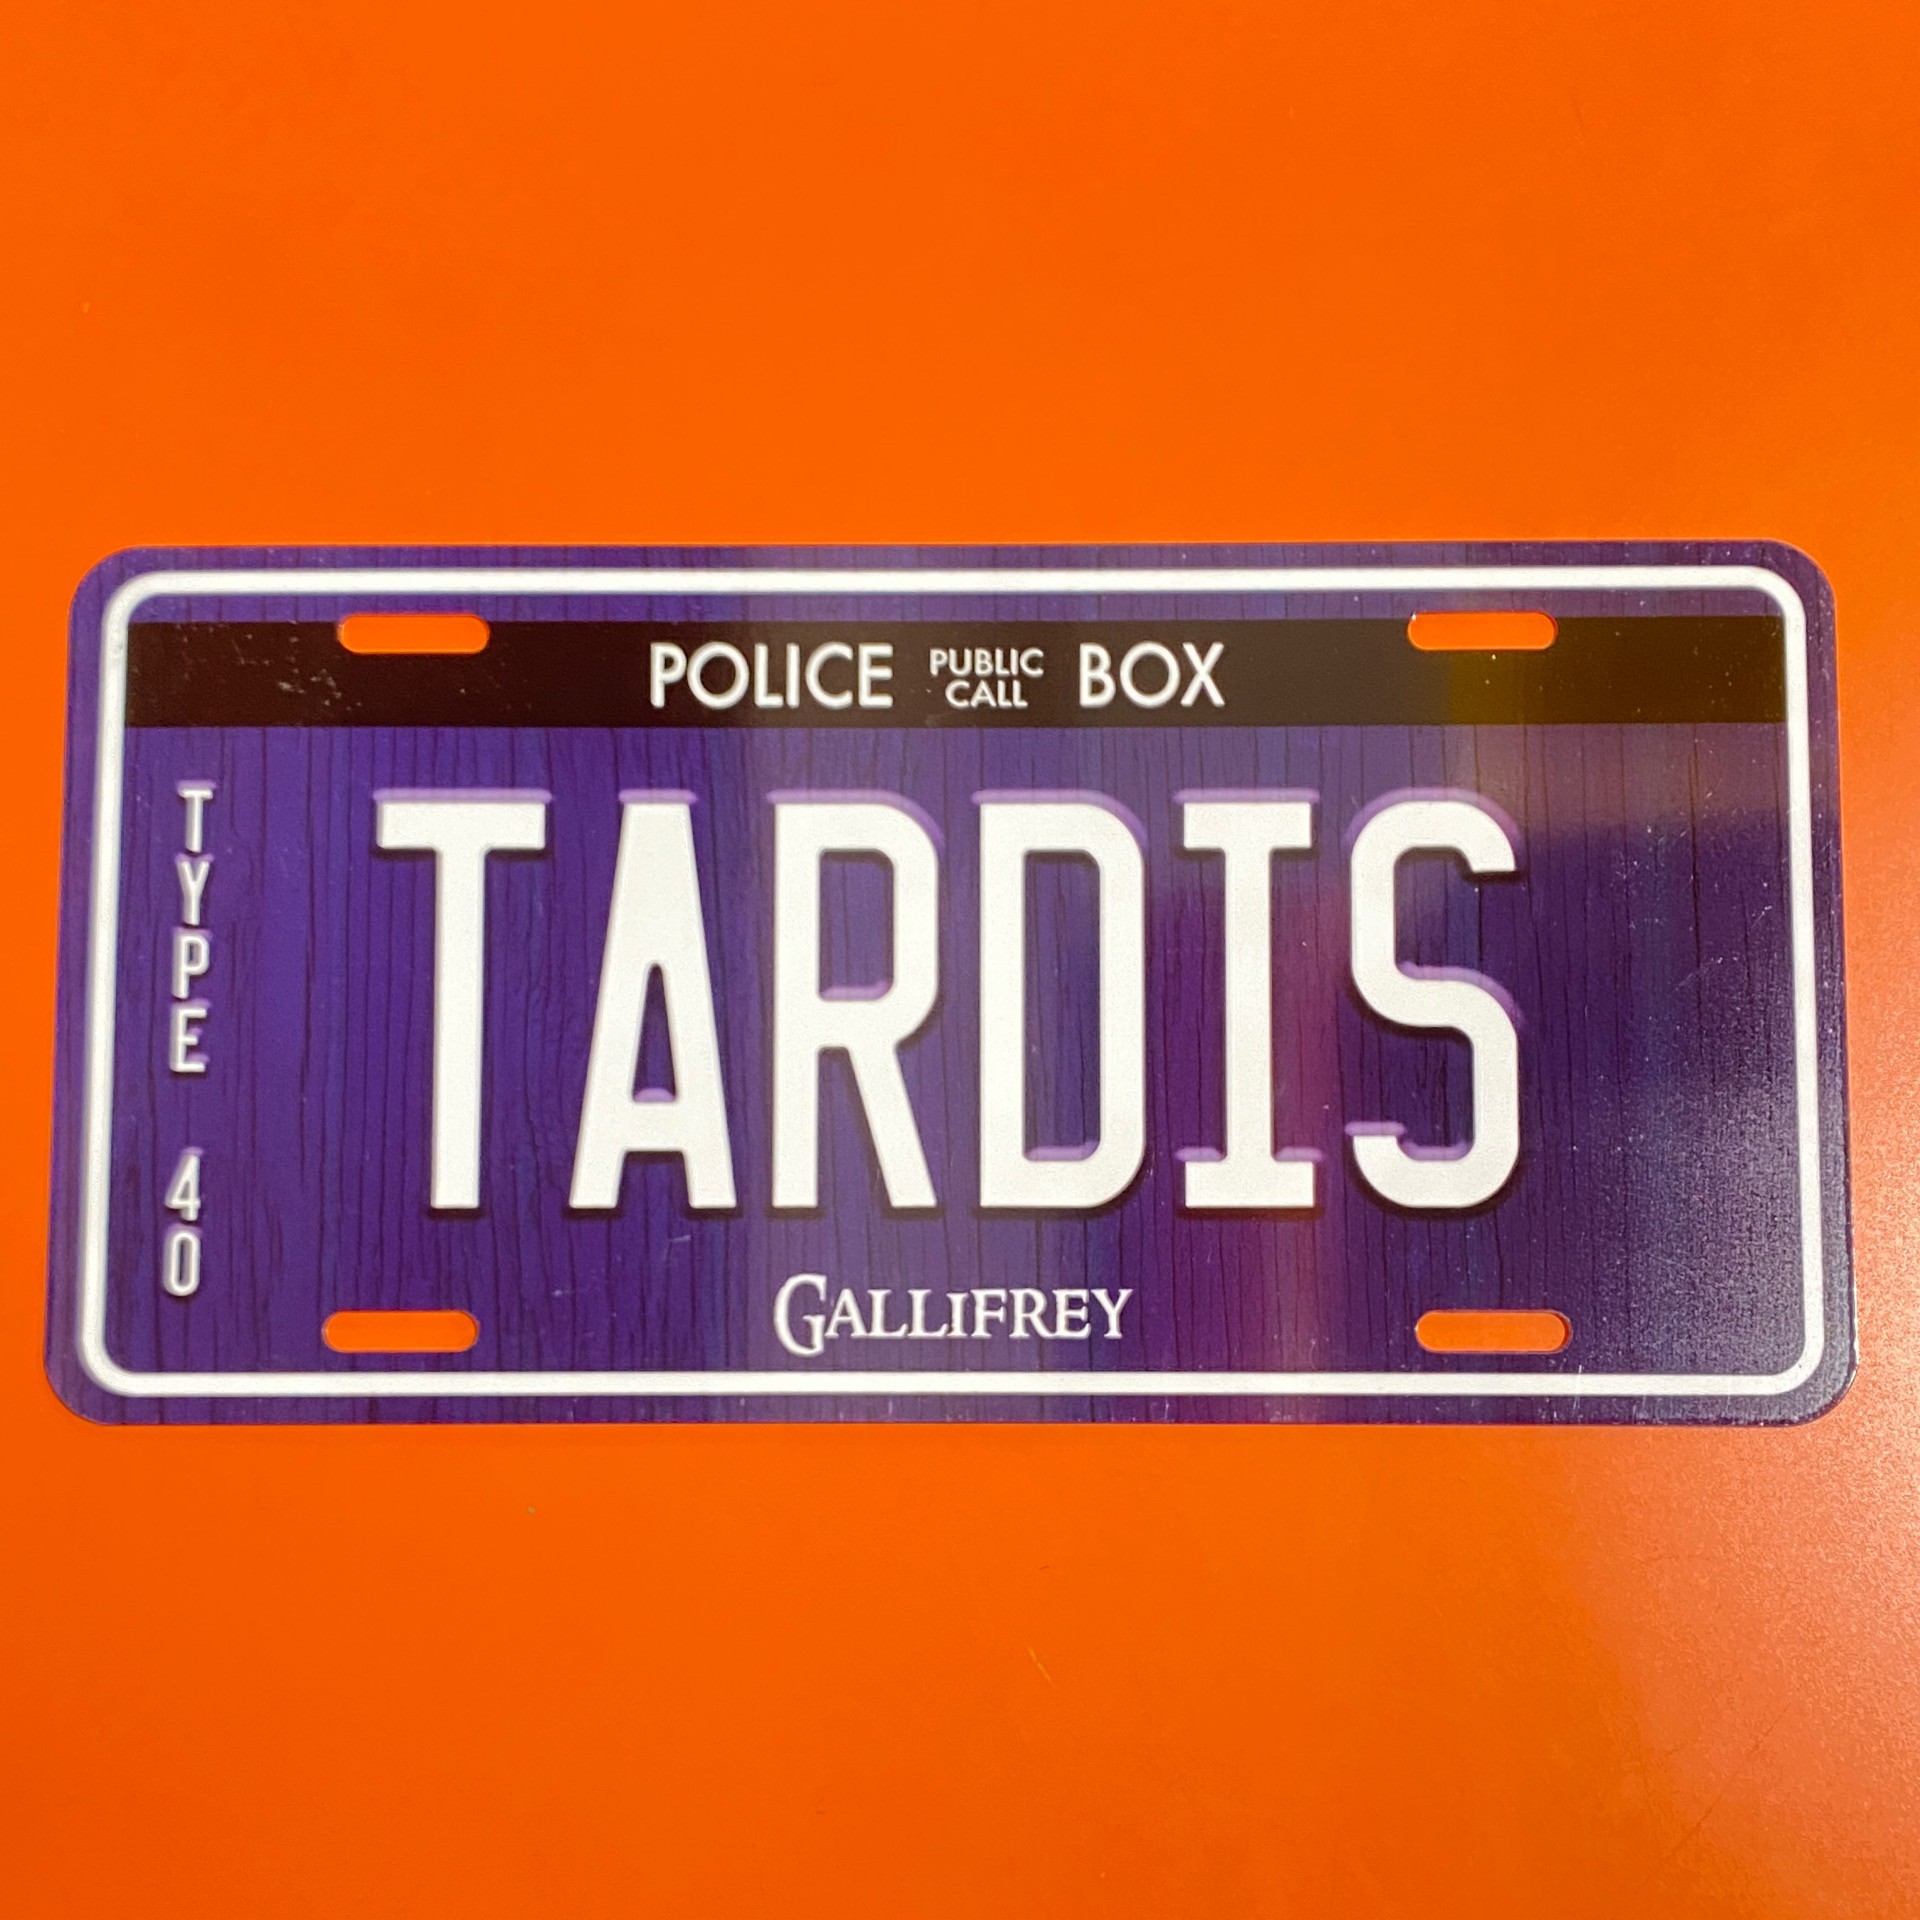 POLICE PUBLIC CALL BOX
TYPE 40
TARDIS
GALLIFREY